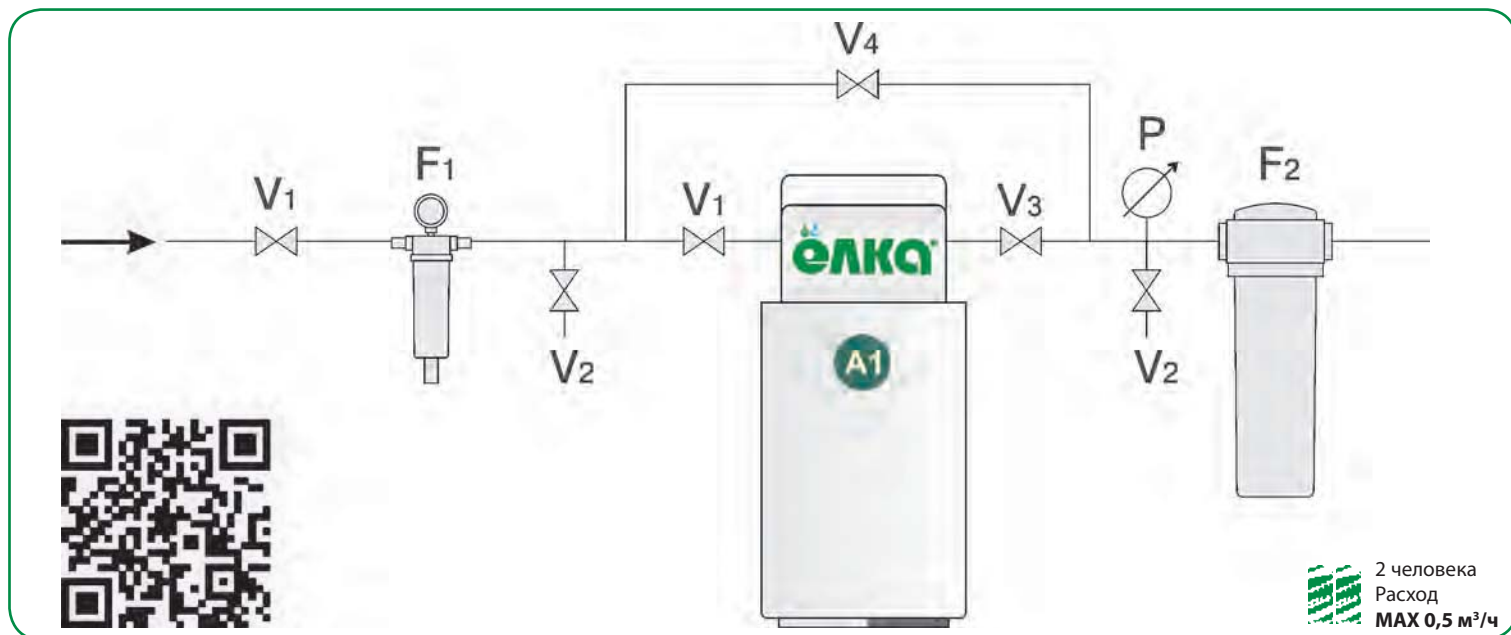 V4
P
F1
F2
V1
V1
V3
ёлка®
V2
A1
V2
2 человека
Расход
MAX 0,5 м³/ч